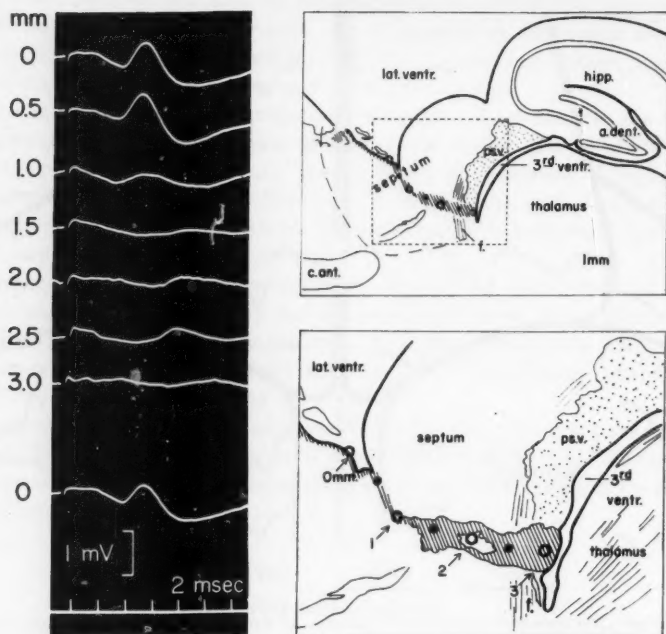 mm
0
0.5
1.0
1.5
2.0
2.5
3.0
0
1 mV
2 msec
lat. ventr.
hipp.
a.dent.
septum
ps.v.
3rd ventr.
thalamus
f.
1mm
c.ant.
lat. ventr.
septum
ps.v.
0mm.
3rd
ventr.
thalamus
1
2
3
f.